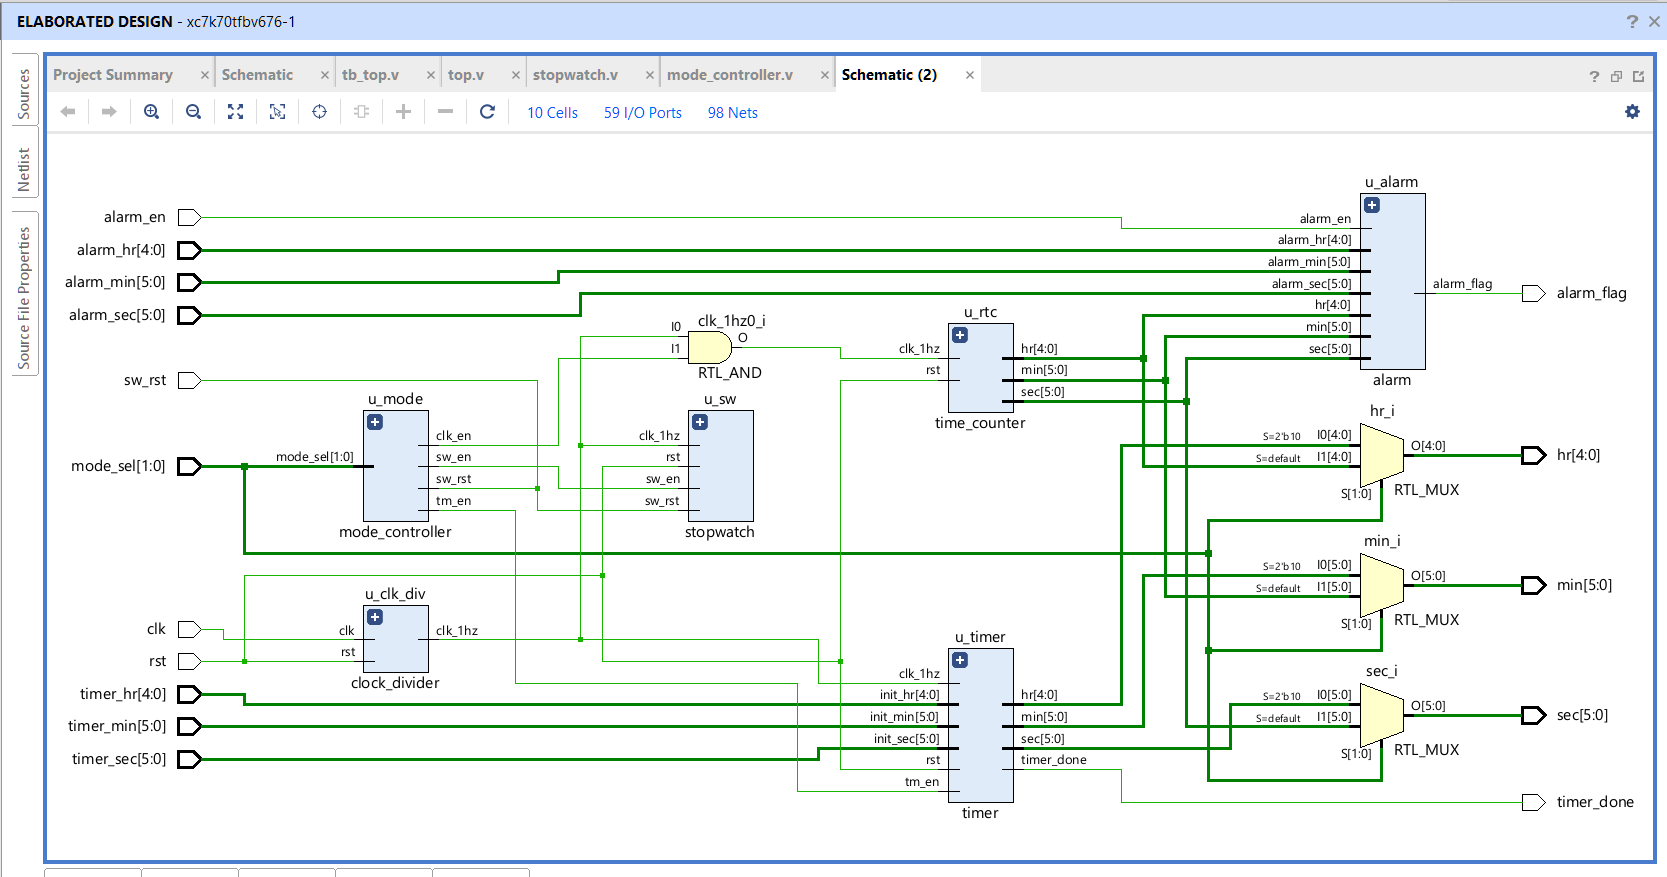 ELABORATED DESIGN - xc7k70tfbv676-1
Sources
Netlist
Source File Properties
Project Summary
Schematic
tb_top.v
top.v
stopwatch.v
mode_controller.v
Schematic (2)
10 Cells
59 I/O Ports
98 Nets
alarm_en
alarm_hr[4:0]
alarm_min[5:0]
alarm_sec[5:0]
sw_rst
mode_sel[1:0]
clk
rst
timer_hr[4:0]
timer_min[5:0]
timer_sec[5:0]
u_mode
mode_sel[1:0]
clk_en
sw_en
sw_rst
tm_en
mode_controller
u_clk_div
clk
rst
clk_1hz
clock_divider
clk_1hz0_i
I0
I1
O
RTL_AND
u_sw
clk_1hz
rst
sw_en
sw_rst
stopwatch
u_rtc
clk_1hz
rst
hr[4:0]
min[5:0]
sec[5:0]
time_counter
u_timer
clk_1hz
init_hr[4:0]
init_min[5:0]
init_sec[5:0]
rst
tm_en
hr[4:0]
min[5:0]
sec[5:0]
timer_done
timer
u_alarm
alarm_en
alarm_hr[4:0]
alarm_min[5:0]
alarm_sec[5:0]
hr[4:0]
min[5:0]
sec[5:0]
alarm_flag
alarm
hr_i
S=2'b10 I0[4:0]
S=default I1[4:0]
S[1:0]
O[4:0]
RTL_MUX
min_i
S=2'b10 I0[5:0]
S=default I1[5:0]
S[1:0]
O[5:0]
RTL_MUX
sec_i
S=2'b10 I0[5:0]
S=default I1[5:0]
S[1:0]
O[5:0]
RTL_MUX
alarm_flag
hr[4:0]
min[5:0]
sec[5:0]
timer_done